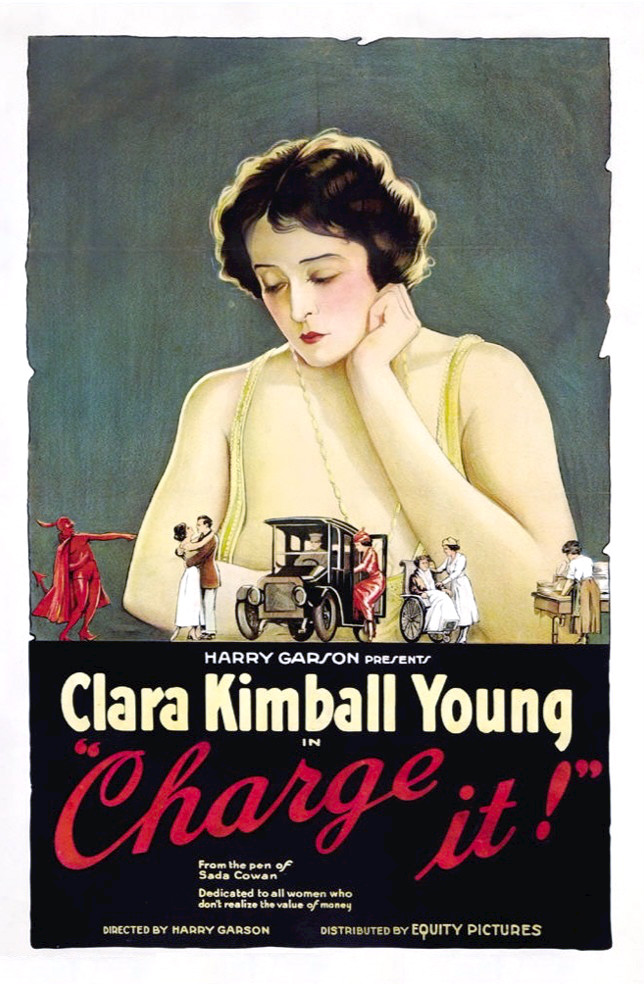 HARRY GARSON PRESENTS
Clara Kimball Young
IN
"Charge it!"
From the pen of
Sada Cowan
Dedicated to all women who
don't realize the value of money
DIRECTED BY HARRY GARSON DISTRIBUTED BY EQUITY PICTURES